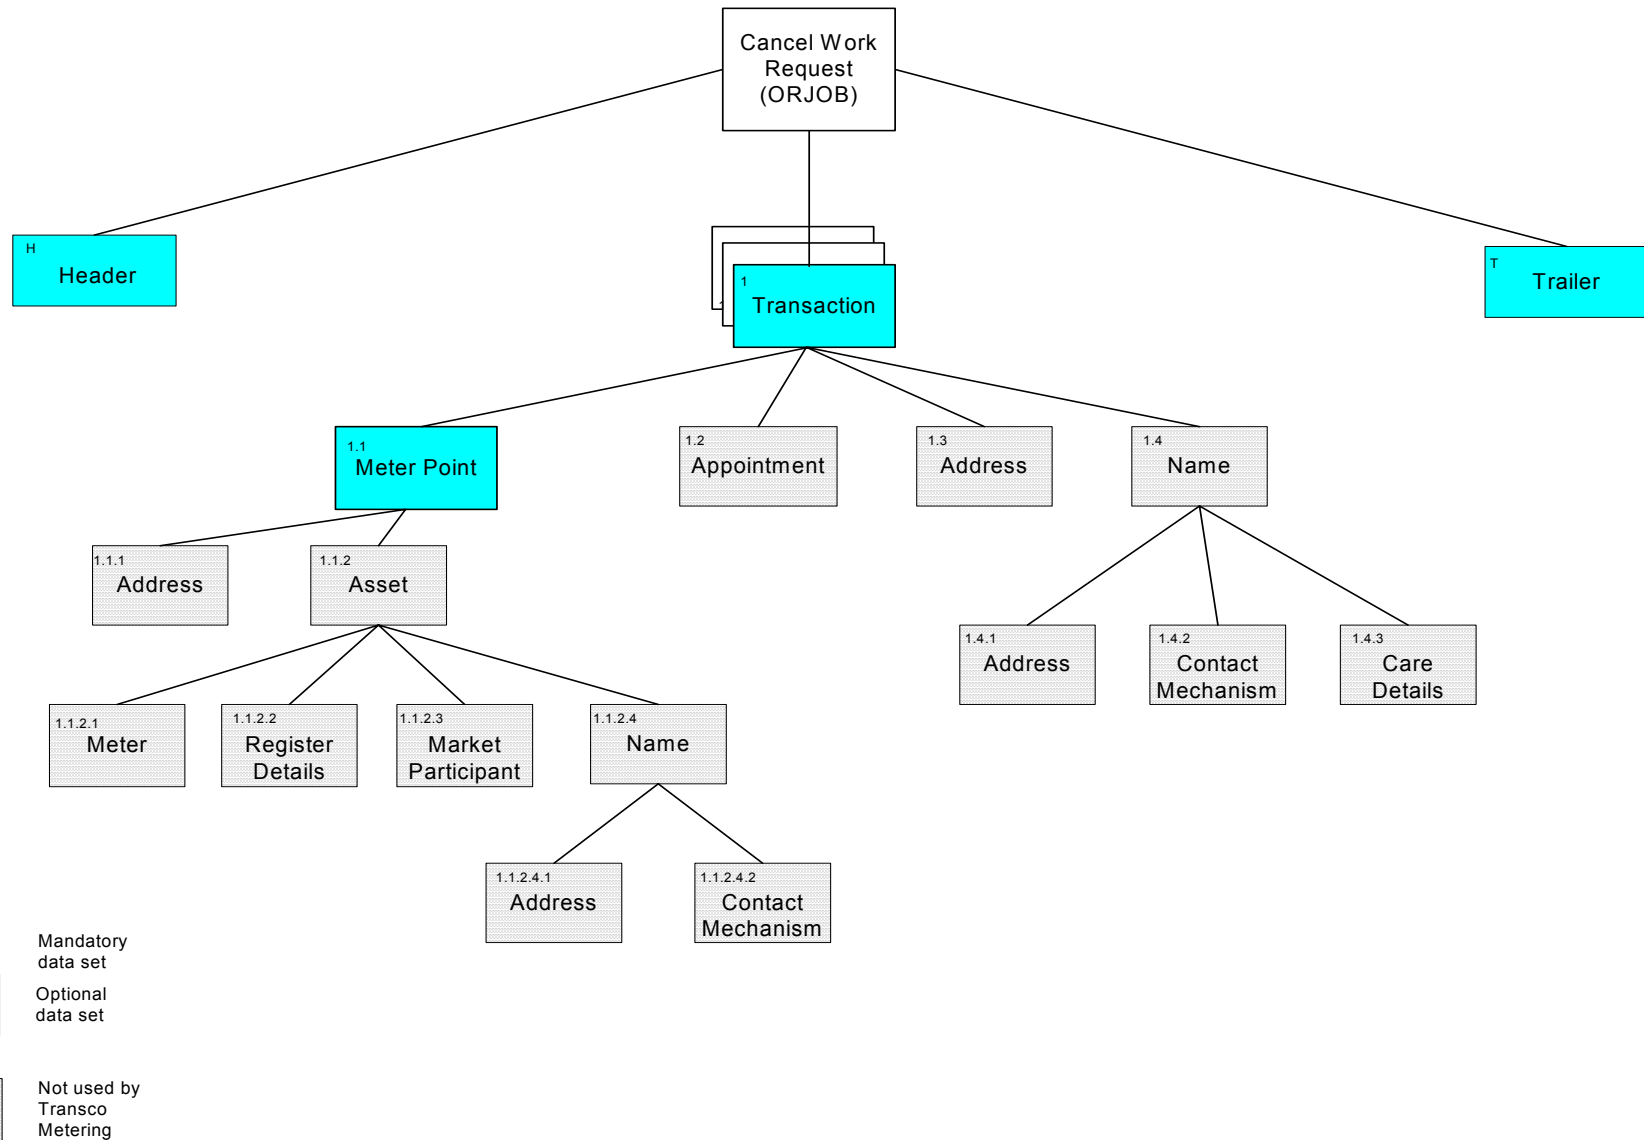 Cancel Work
Request
(ORJOB)
H
Header
1
Transaction
T
Trailer
1.1
Meter Point
1.2
Appointment
1.3
Address
1.4
Name
1.1.1
Address
1.1.2
Asset
1.4.1
Address
1.4.2
Contact
Mechanism
1.4.3
Care
Details
1.1.2.1
Meter
1.1.2.2
Register
Details
1.1.2.3
Market
Participant
1.1.2.4
Name
1.1.2.4.1
Address
1.1.2.4.2
Contact
Mechanism
Mandatory
data set
Optional
data set
Not used by
Transco
Metering